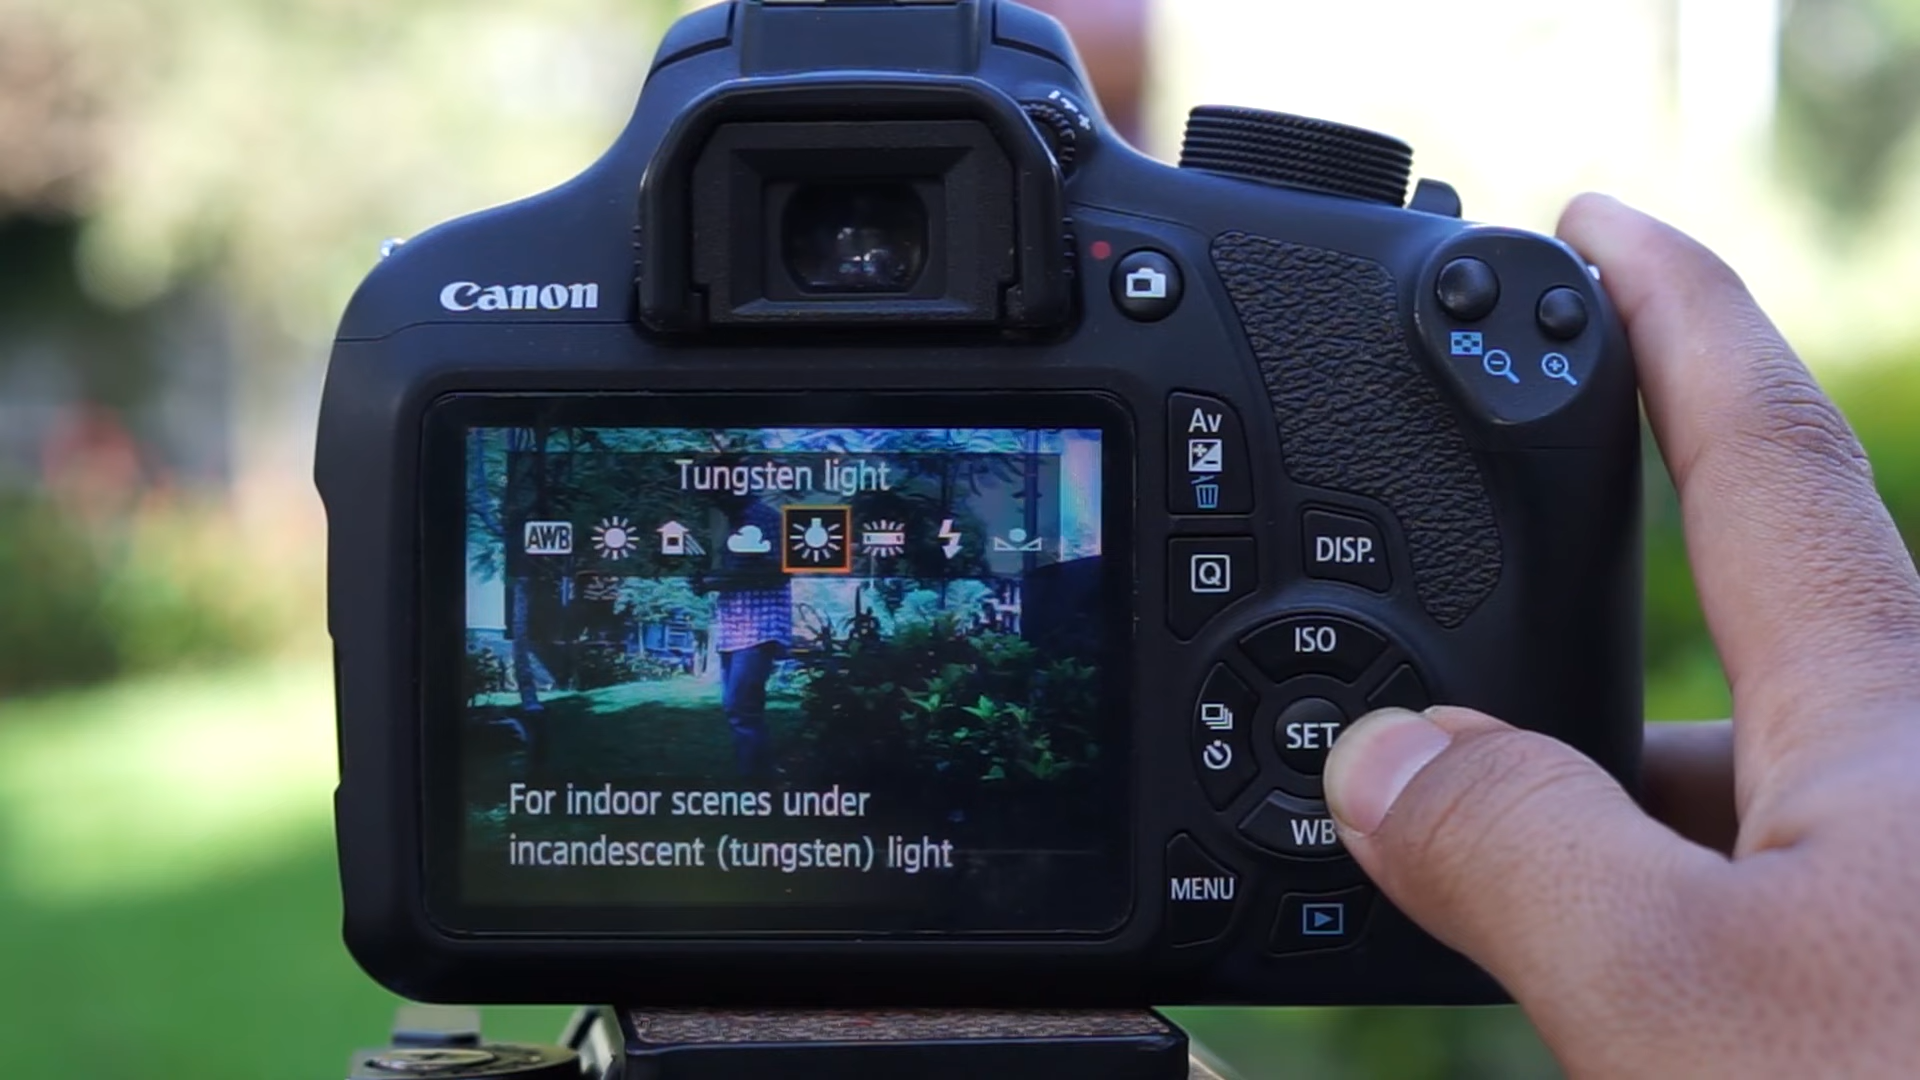 Canon
Av
Tungsten light
AWB
DISP.
Q
ISO
SET
For indoor scenes under
incandescent (tungsten) light
WB
MENU